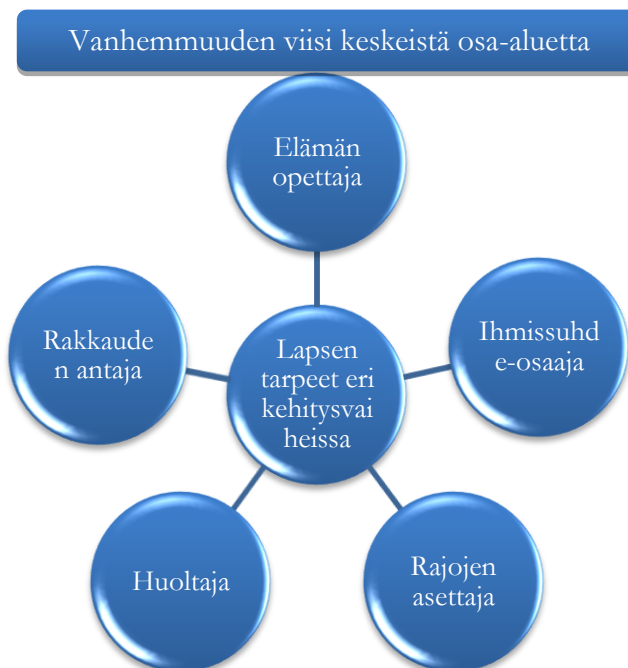 Vanhemmuuden viisi keskeistä osa-aluetta
Elämän
opettaja
Rakkaude
n antaja
Lapsen
tarpeet eri
kehitysvai
heissa
Ihmissuhd
e-osaaja
Huoltaja
Rajojen
asettaja